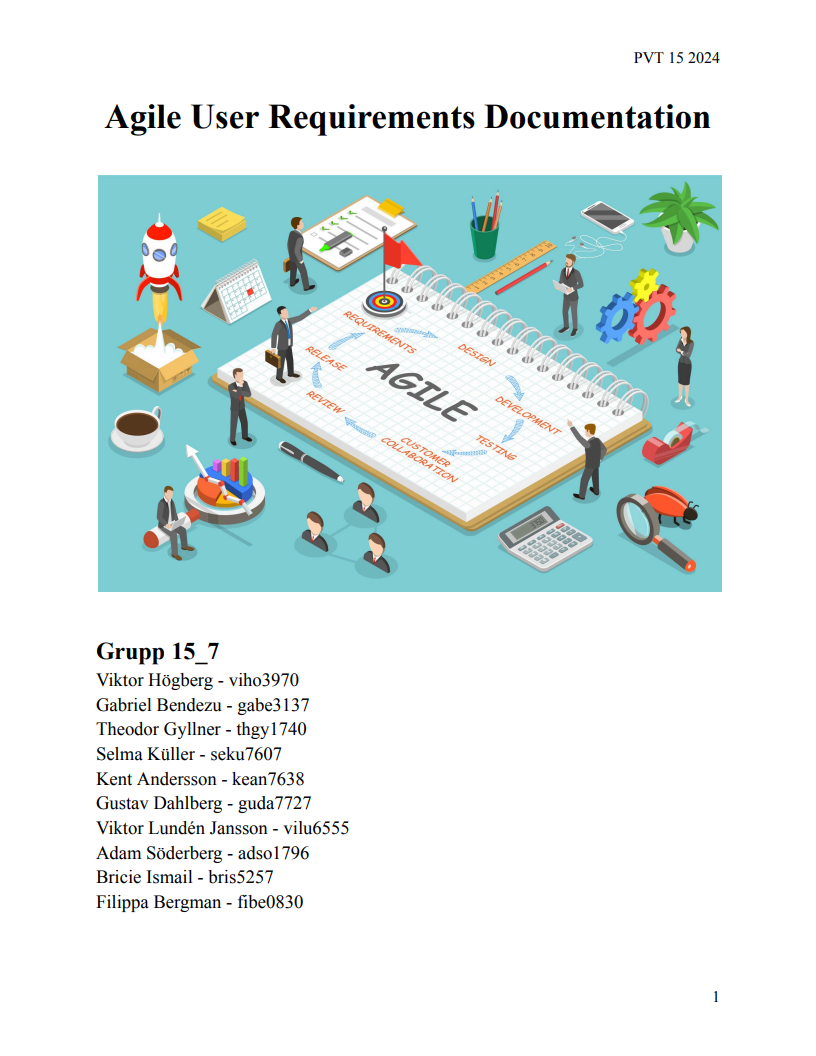 PVT 15 2024
Agile User Requirements Documentation
REQUIREMENTS
DESIGN
DEVELOPMENT
TESTING
CUSTOMER
COLLABORATION
REVIEW
RELEASE
AGILE
Grupp 15_7
Viktor Högberg - viho3970
Gabriel Bendezu - gabe3137
Theodor Gyllner - thgy1740
Selma Küller - seku7607
Kent Andersson - kean7638
Gustav Dahlberg - guda7727
Viktor Lundén Jansson - vilu6555
Adam Söderberg - adso1796
Bricie Ismail - bris5257
Filippa Bergman - fibe0830
1